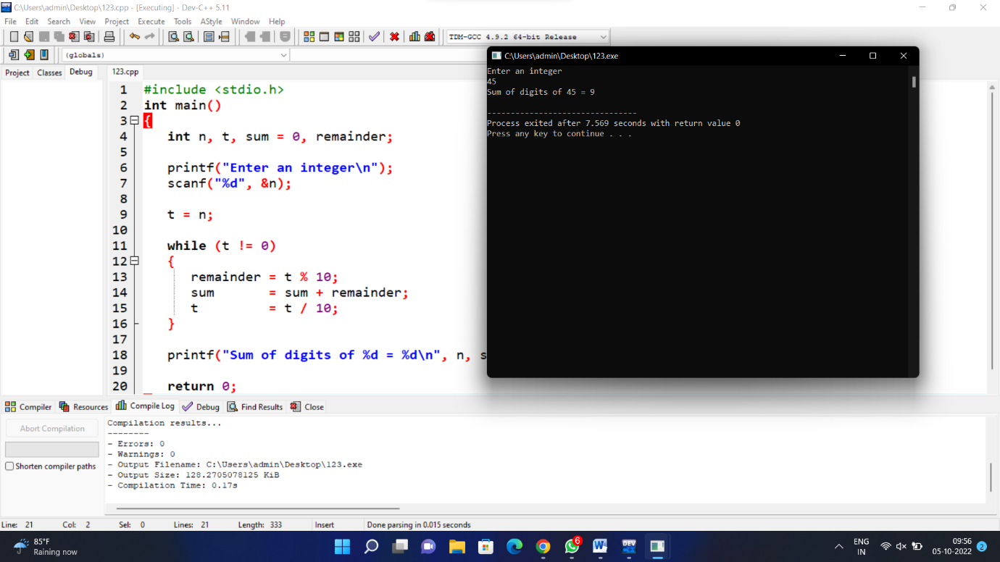 C:\Users\admin\Desktop\123.cpp - [Executing] - Dev-C++ 5.11
File Edit Search View Project Execute Tools AStyle Window Help
TDM-GCC 4.9.2 64-bit Release
(globals)
Project Classes Debug 123.cpp
1 #include <stdio.h>
2 int main()
3 {
4 int n, t, sum = 0, remainder;
5
6 printf("Enter an integer\n");
7 scanf("%d", &n);
8
9 t = n;
10
11 while (t != 0)
12 {
13 remainder = t % 10;
14 sum = sum + remainder;
15 t = t / 10;
16 }
17
18 printf("Sum of digits of %d = %d\n", n, s
19
20 return 0;
C:\Users\admin\Desktop\123.exe
Enter an integer
45
Sum of digits of 45 = 9
--------------------------------
Process exited after 7.569 seconds with return value 0
Press any key to continue . . .
Compiler Resources Compile Log Debug Find Results Close
Abort Compilation
Shorten compiler paths
Compilation results...
--------
- Errors: 0
- Warnings: 0
- Output Filename: C:\Users\admin\Desktop\123.exe
- Output Size: 128.2705078125 KiB
- Compilation Time: 0.17s
Line: 21 Col: 2 Sel: 0 Lines: 21 Length: 333 Insert Done parsing in 0.015 seconds
85°F
Raining now
6
W
DEV
ENG
IN
09:56
05-10-2022
2